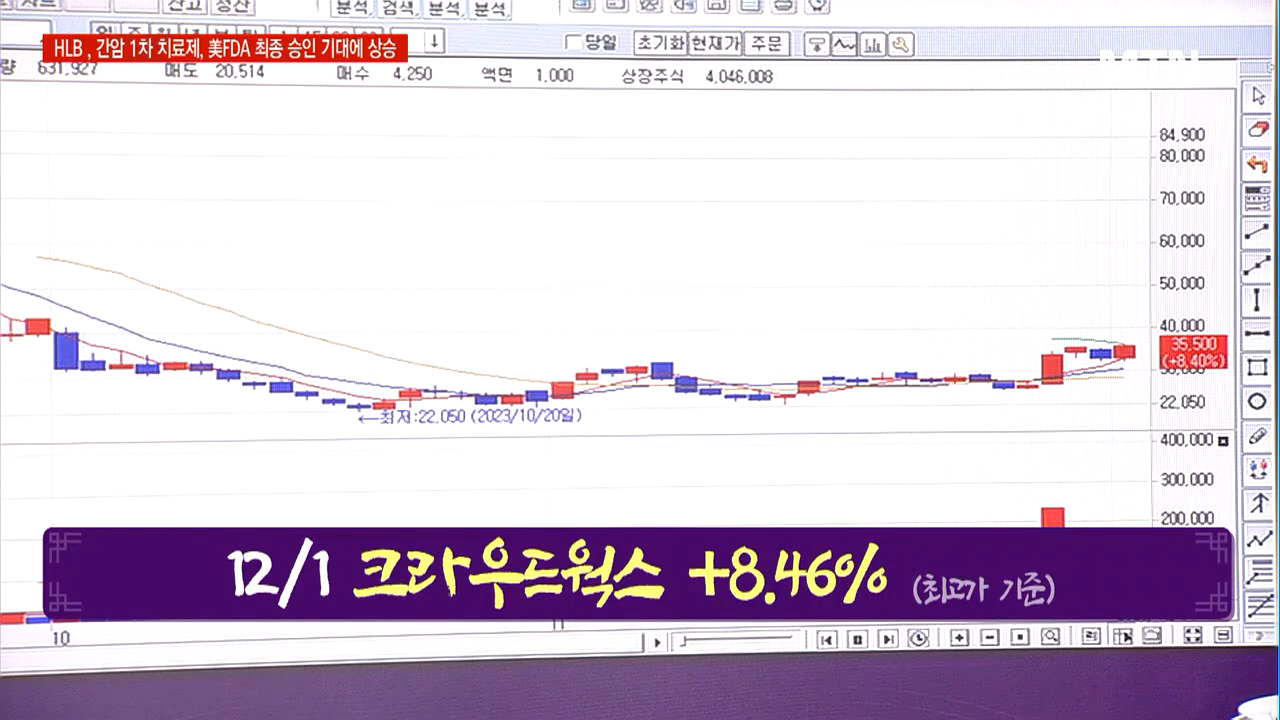 잔고 정산 분석 검색 분석 분석
HLB , 간암 1차 치료제, 美FDA 최종 승인 기대에 상승
당일 초기화 현재가 주문
량 631,927 매도 20,514 매수 4,250 액면 1,000 상장주식 4,046,008
84,900
80,000
70,000
60,000
50,000
40,000
35,500
(+8,40%)
22,050
←최저:22,050 (2023/10/20일)
400,000
300,000
200,000
12/1 크라우드웍스 +8.46% (최고가 기준)
10